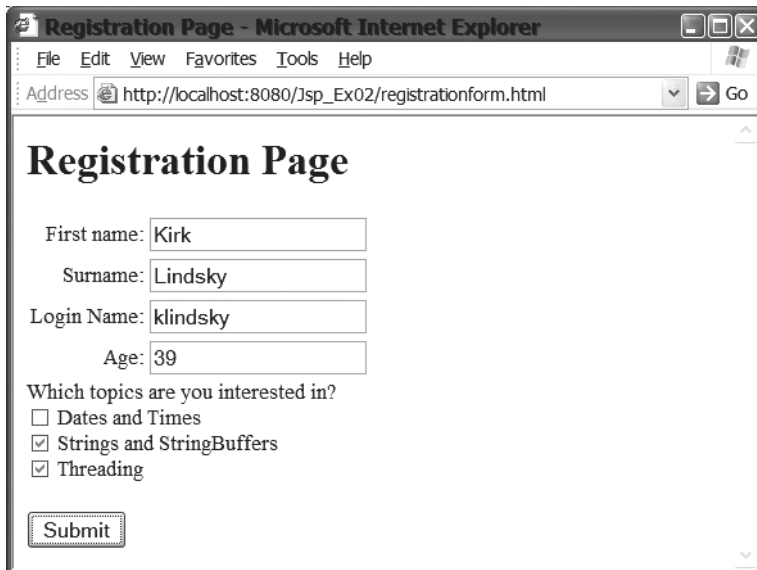 Registration Page - Microsoft Internet Explorer
File Edit View Favorites Tools Help
Address http://localhost:8080/Jsp_Ex02/registrationform.html Go
Registration Page
First name: Kirk
Surname: Lindsky
Login Name: klindsky
Age: 39
Which topics are you interested in?
Dates and Times
Strings and StringBuffers
Threading
Submit